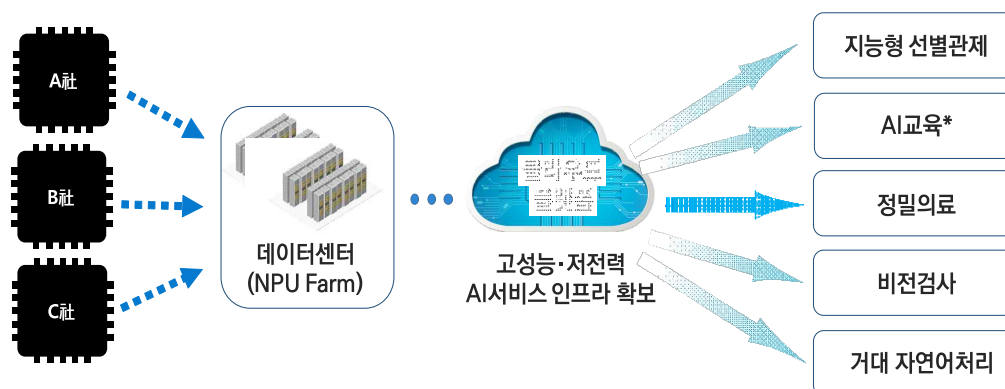 A社
B社
C社
데이터센터
(NPU Farm)
고성능·저전력
AI서비스 인프라 확보
지능형 선별관제
AI교육*
정밀의료
비전검사
거대 자연어처리